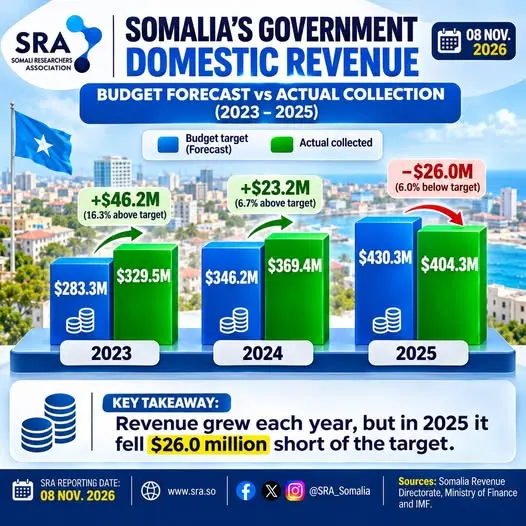 SRA
SOMALI RESEARCHERS
ASSOCIATION
SOMALIA'S GOVERNMENT
DOMESTIC REVENUE
08 NOV.
2026
BUDGET FORECAST vs ACTUAL COLLECTION
(2023 – 2025)
Budget target
(Forecast)
Actual collected
+$46.2M
(16.3% above target)
+$23.2M
(6.7% above target)
−$26.0M
(6.0% below target)
$283.3M
$329.5M
$346.2M
$369.4M
$430.3M
$404.3M
2023
2024
2025
KEY TAKEAWAY:
Revenue grew each year, but in 2025 it
fell $26.0 million short of the target.
SRA REPORTING DATE:
08 NOV. 2026
www.sra.so
@SRA_Somalia
Sources: Somalia Revenue
Directorate, Ministry of Finance
and IMF.